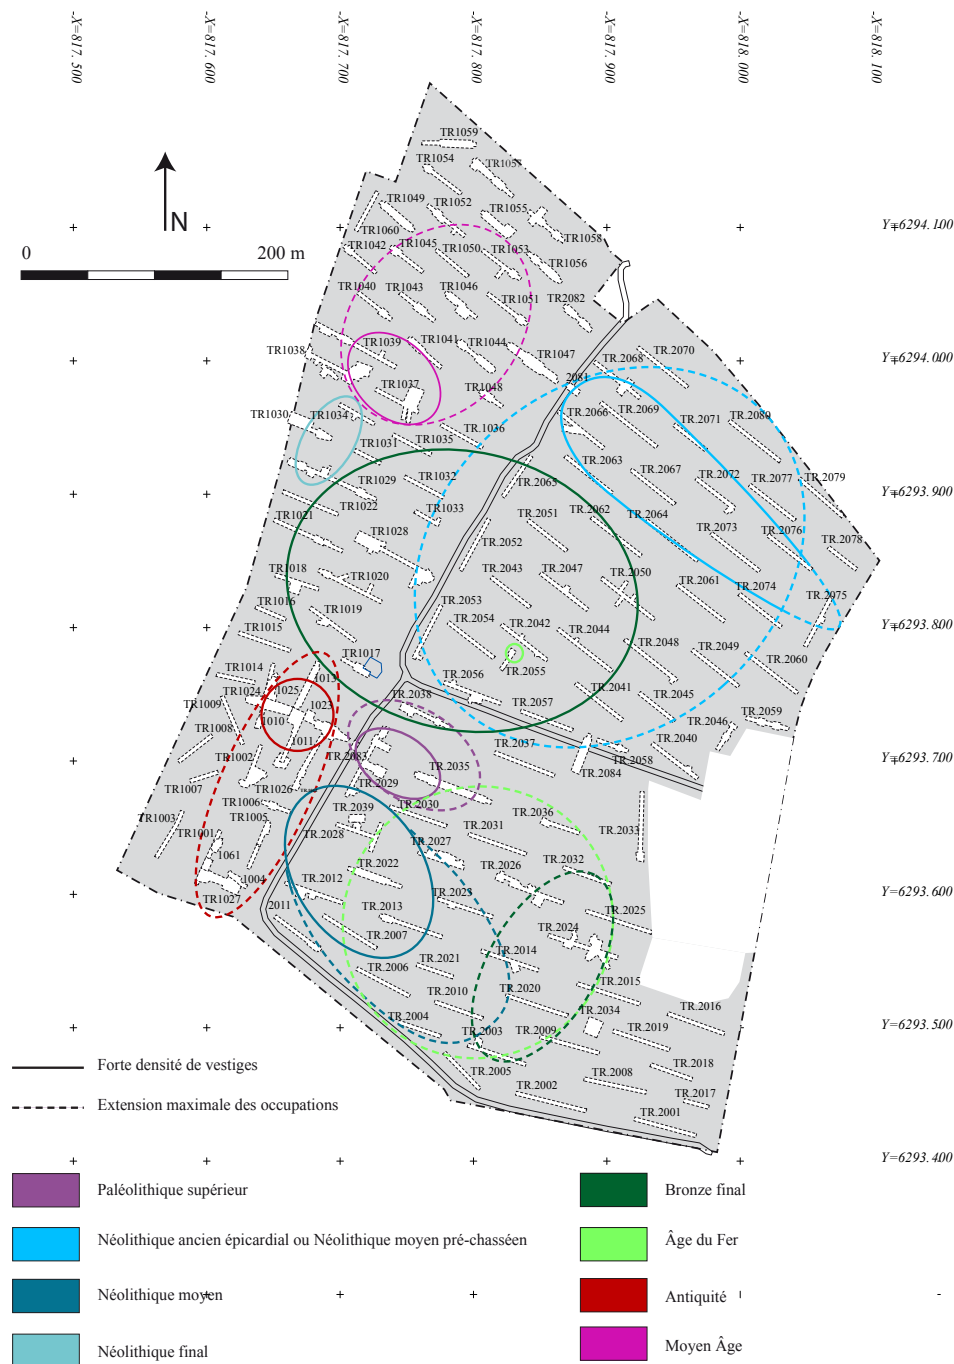 -X=817.500
-X=817.600
-X=817.700
-X=817.800
-X=817.900
-X=818.000
-X=818.100
TR1059
TR1054
TR1057
TR1049
TR1052
TR1055
TR1060
TR1058
Y=6294.100
N
TR1042
TR1045
TR1050
TR1053
TR1056
0
200 m
TR1040
TR1043
TR1046
TR1051
TR2082
TR1038
TR1039
TR1041
TR1044
TR1047
TR.2068
TR.2070
Y=6294.000
TR1037
TR1048
2081
TR1030
TR1034
TR.2066
TR.2069
TR.2071
TR.2080
TR1031
TR1035
TR.1036
TR.2063
TR.2067
TR.2072
TR.2077
TR.2079
TR1029
TR1032
TR.2065
Y=6293.900
TR1021
TR1022
TR1033
TR.2051
TR.2062
TR.2064
TR.2073
TR.2076
TR.2078
TR1028
TR.2052
TR1018
TR1020
TR.2043
TR.2047
TR.2050
TR.2061
TR.2074
TR.2075
TR1016
TR1019
TR.2053
TR.2054
TR.2042
TR.2044
Y=6293.800
TR1015
TR1017
TR.2055
TR.2048
TR.2049
TR.2060
TR1014
1013
TR.2056
TR1024
1025
TR.2038
TR.2041
TR.2045
TR1009
1023
TR.2057
TR.2046
TR.2059
1010
TR1008
1011
TR.2037
TR.2040
TR1002
TR.2083
TR.2035
TR.2058
Y=6293.700
TR1007
TR1026
TR.2029
TR.2084
TR1003
TR1006
TR.2039
TR.2030
TR1005
TR.2031
TR.2036
TR.2033
TR1001
TR.2028
TR.2027
1061
TR.2022
TR.2026
TR.2032
1004
TR.2012
TR.2023
Y=6293.600
TR1027
2011
TR.2013
TR.2025
TR.2007
TR.2024
TR.2014
TR.2006
TR.2021
TR.2015
TR.2010
TR.2020
TR.2016
TR.2004
TR.2034
TR.2003
TR.2009
TR.2019
Y=6293.500
TR.2005
TR.2018
TR.2008
TR.2002
TR.2017
TR.2001
Forte densité de vestiges
Extension maximale des occupations
Y=6293.400
Paléolithique supérieur
Bronze final
Néolithique ancien épicardial ou Néolithique moyen pré-chasséen
Âge du Fer
Néolithique moyen
Antiquité
Néolithique final
Moyen Âge